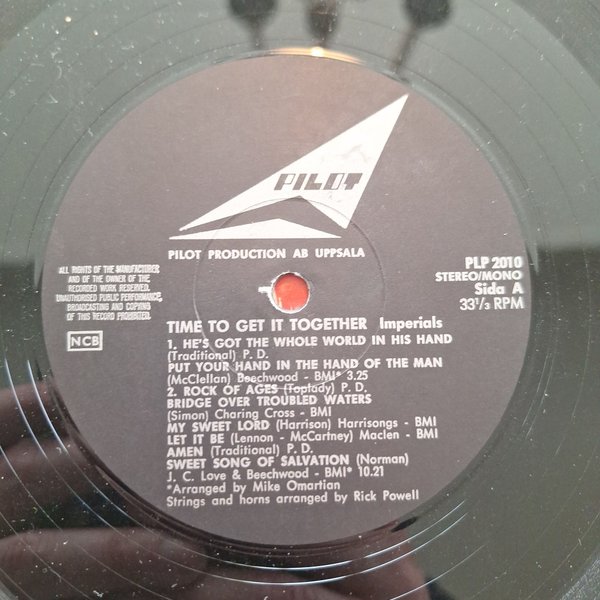 PILOT
PILOT PRODUCTION AB UPPSALA
ALL RIGHTS OF THE MANUFACTURER
AND OF THE OWNER OF THE
RECORDED WORK RESERVED.
UNAUTHORISED PUBLIC PERFORMANCE,
BROADCASTING AND COPYING
OF THIS RECORD PROHIBITED.
NCB
PLP 2010
STEREO/MONO
Sida A
33 1/3 RPM
TIME TO GET IT TOGETHER Imperials
1. HE'S GOT THE WHOLE WORLD IN HIS HAND
(Traditional) P. D.
PUT YOUR HAND IN THE HAND OF THE MAN
(McClellan) Beechwood - BMI* 3.25
2. ROCK OF AGES (Toplady) P. D.
BRIDGE OVER TROUBLED WATERS
(Simon) Charing Cross - BMI
MY SWEET LORD (Harrison) Harrisongs - BMI
LET IT BE (Lennon - McCartney) Maclen - BMI
AMEN (Traditional) P. D.
SWEET SONG OF SALVATION (Norman)
J. C. Love & Beechwood - BMI* 10.21
*Arranged by Mike Omartian
Strings and horns arranged by Rick Powell